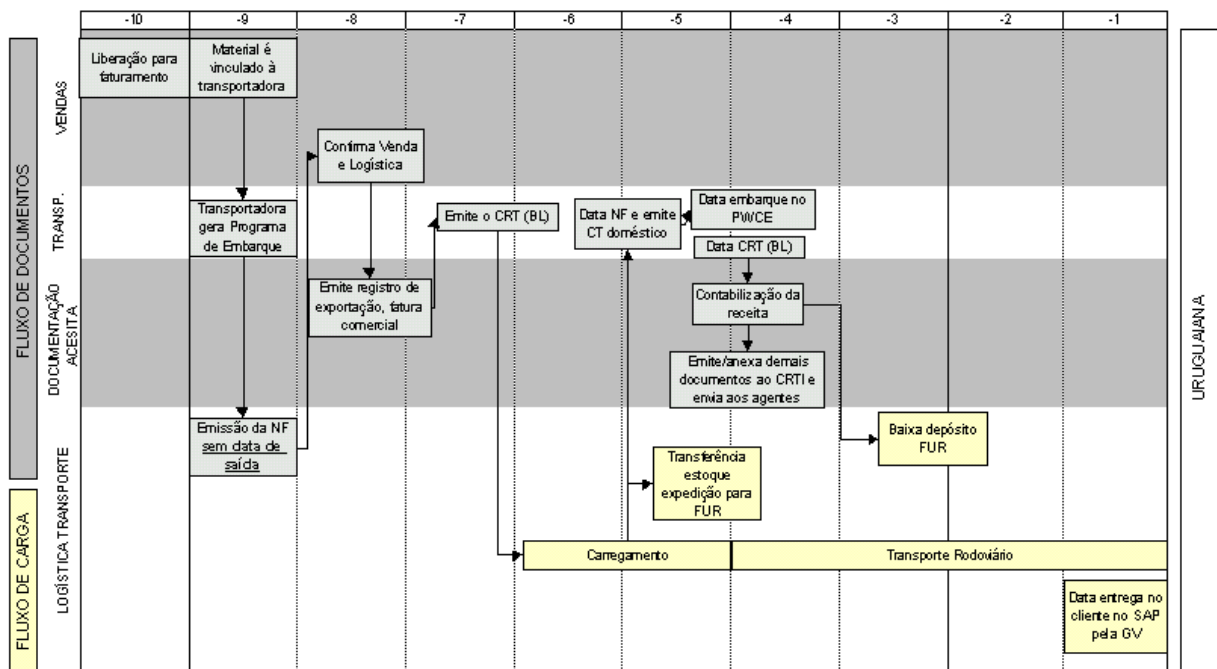 -10 -9 -8 -7 -6 -5 -4 -3 -2 -1
FLUXO DE DOCUMENTOS
FLUXO DE CARGA
VENDAS
TRANSP.
DOCUMENTAÇÃO
ACESITA
LOGÍSTICA TRANSPORTE
URUGUAIANA
Liberação para
faturamento
Material é
vinculado à
transportadora
Confirma Venda
e Logística
Transportadora
gera Programa
de Embarque
Emite o CRT (BL)
Data NF e emite
CT doméstico
Data embarque no
PWCE
Data CRT (BL)
Emite registro de
exportação, fatura
comercial
Contabilização da
receita
Emite/anexa demais
documentos ao CRTI e
envia aos agentes
Emissão da NF
sem data de
saída
Baixa depósito
FUR
Transferência
estoque
expedição para
FUR
Carregamento
Transporte Rodoviário
Data entrega no
cliente no SAP
pela GV